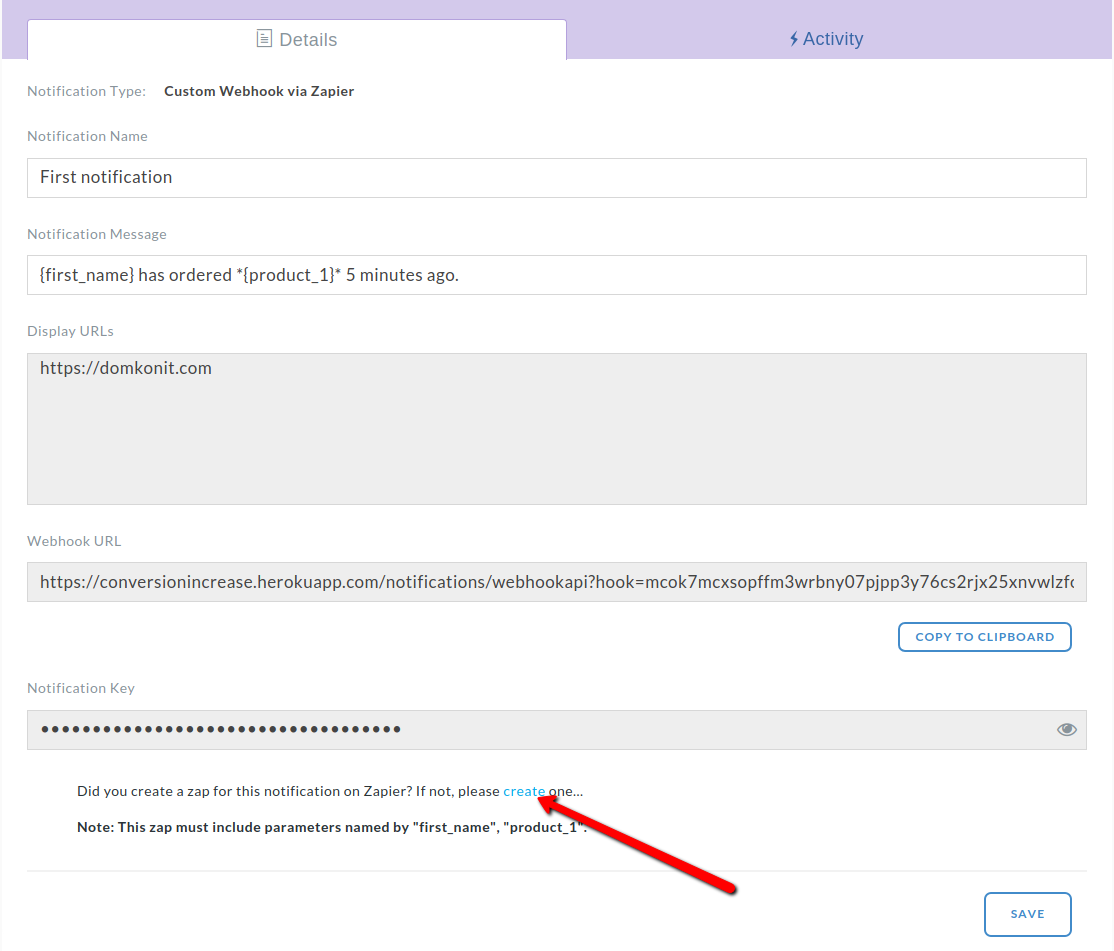 Details
Activity
Notification Type: Custom Webhook via Zapier
Notification Name
First notification
Notification Message
{first_name} has ordered *{product_1}* 5 minutes ago.
Display URLs
https://domkonit.com
Webhook URL
https://conversionincrease.herokuapp.com/notifications/webhookapi?hook=mcok7mcxsopffm3wrbny07pjpp3y76cs2rjx25xnvwlzfc
COPY TO CLIPBOARD
Notification Key
•••••••••••••••••••••••••••••••••••
Did you create a zap for this notification on Zapier? If not, please create one...
Note: This zap must include parameters named by "first_name", "product_1".
SAVE